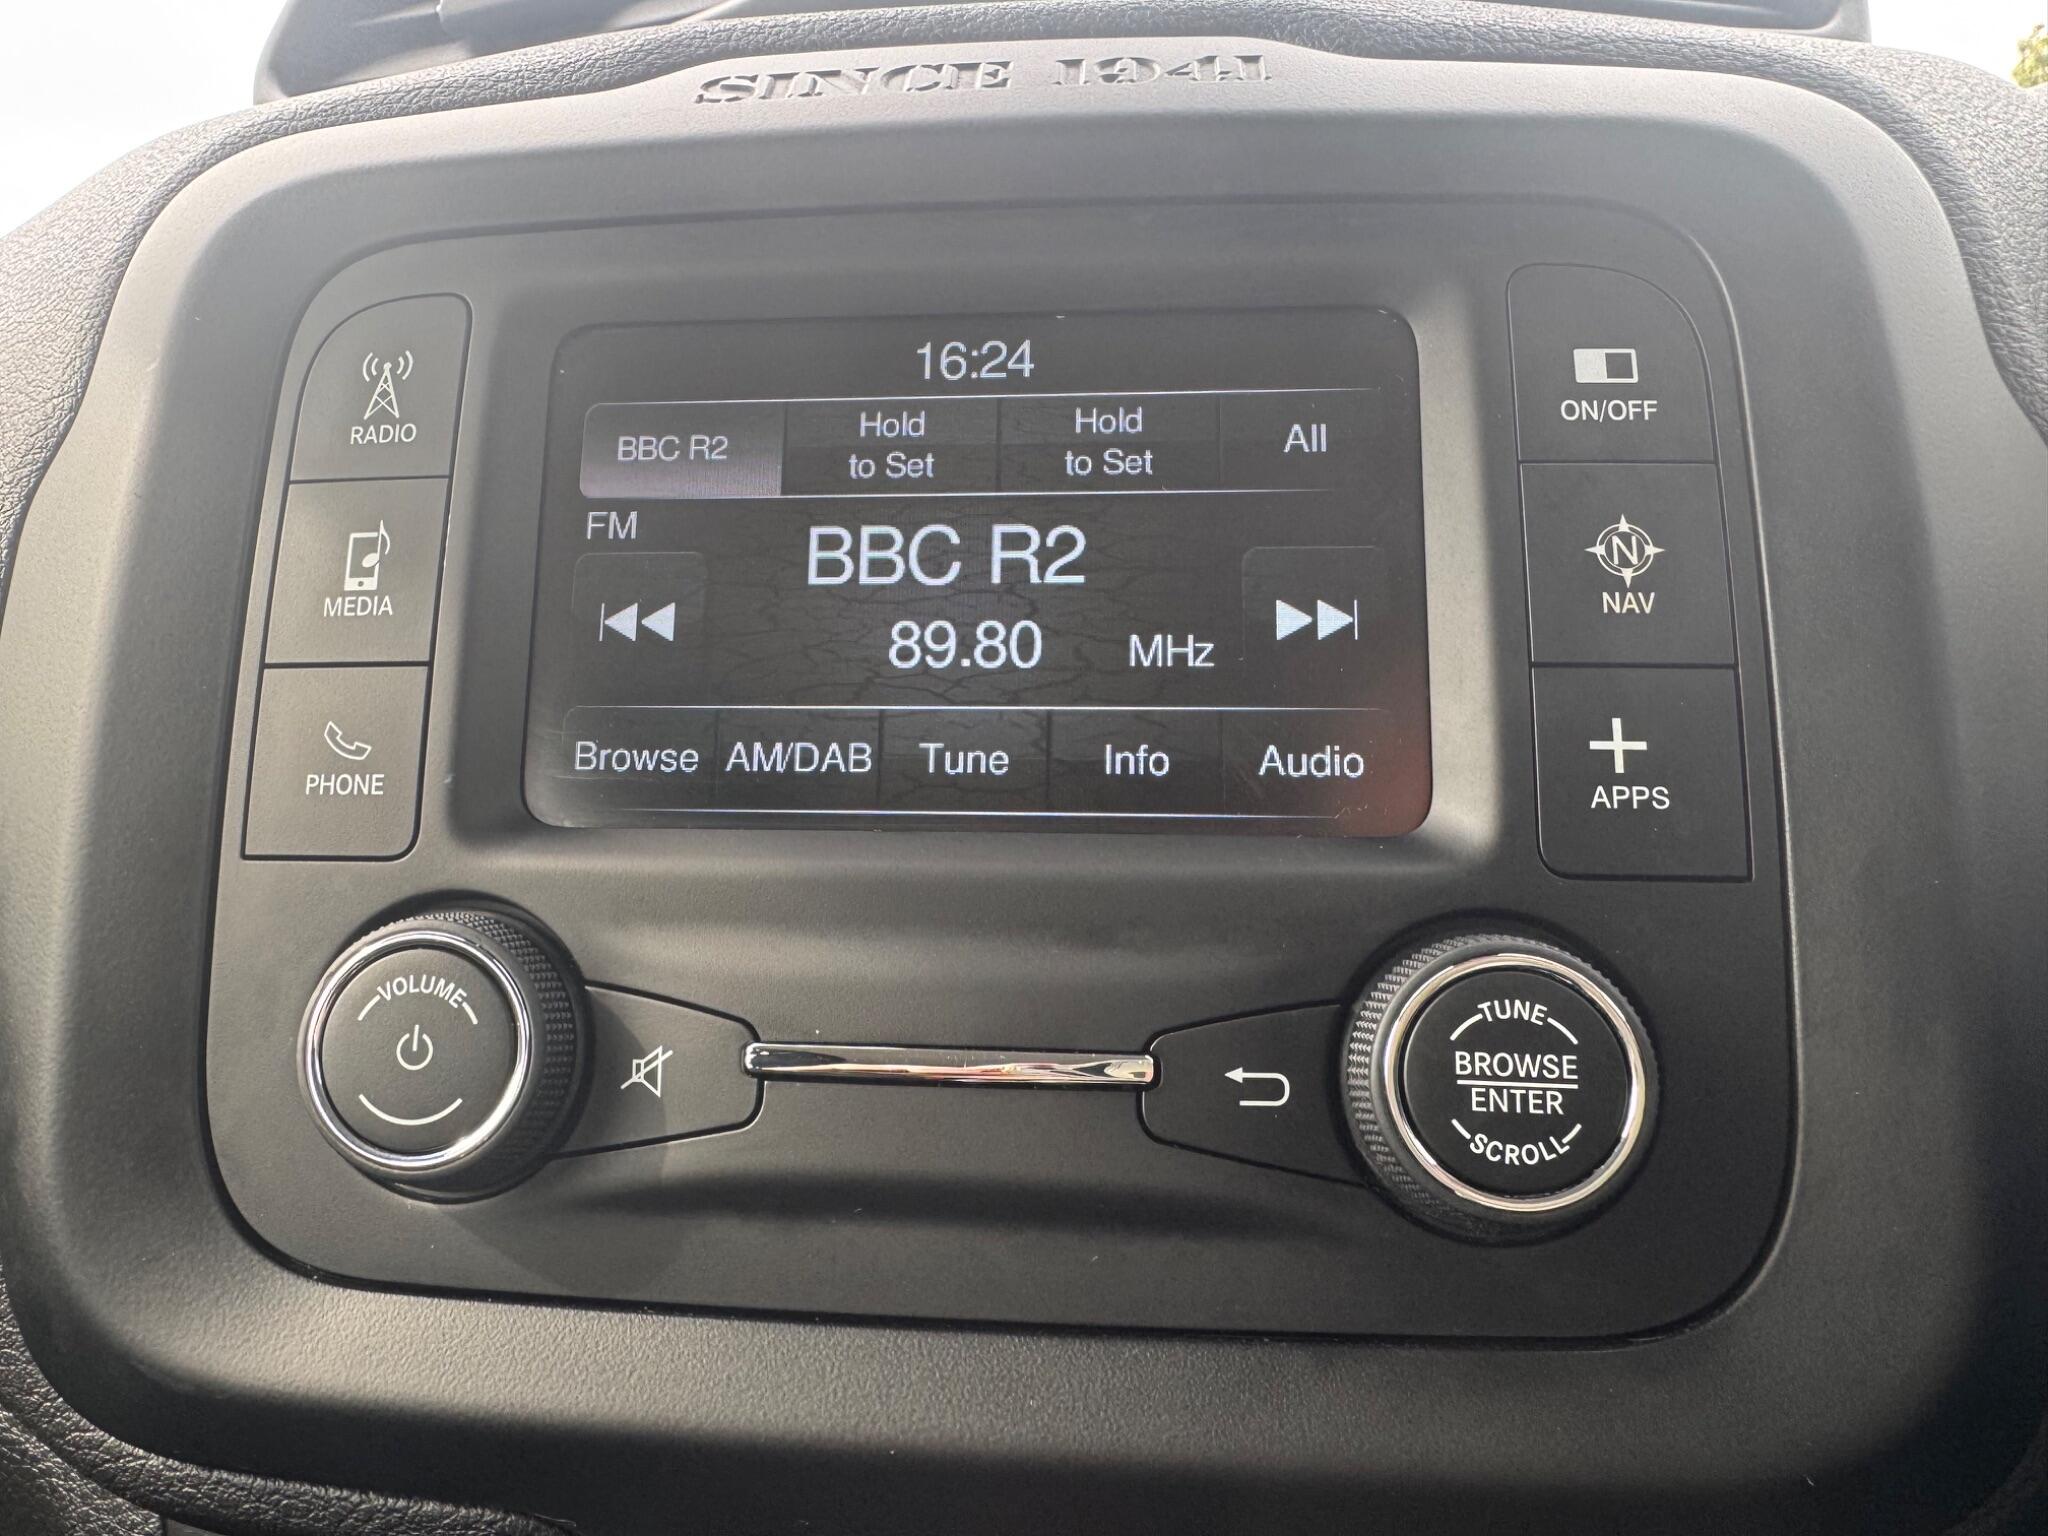 SINCE 1941
16:24
BBC R2
Hold
to Set
Hold
to Set
All
FM
BBC R2
89.80 MHz
Browse
AM/DAB
Tune
Info
Audio
RADIO
MEDIA
PHONE
ON/OFF
N
NAV
APPS
VOLUME
TUNE
BROWSE
ENTER
SCROLL